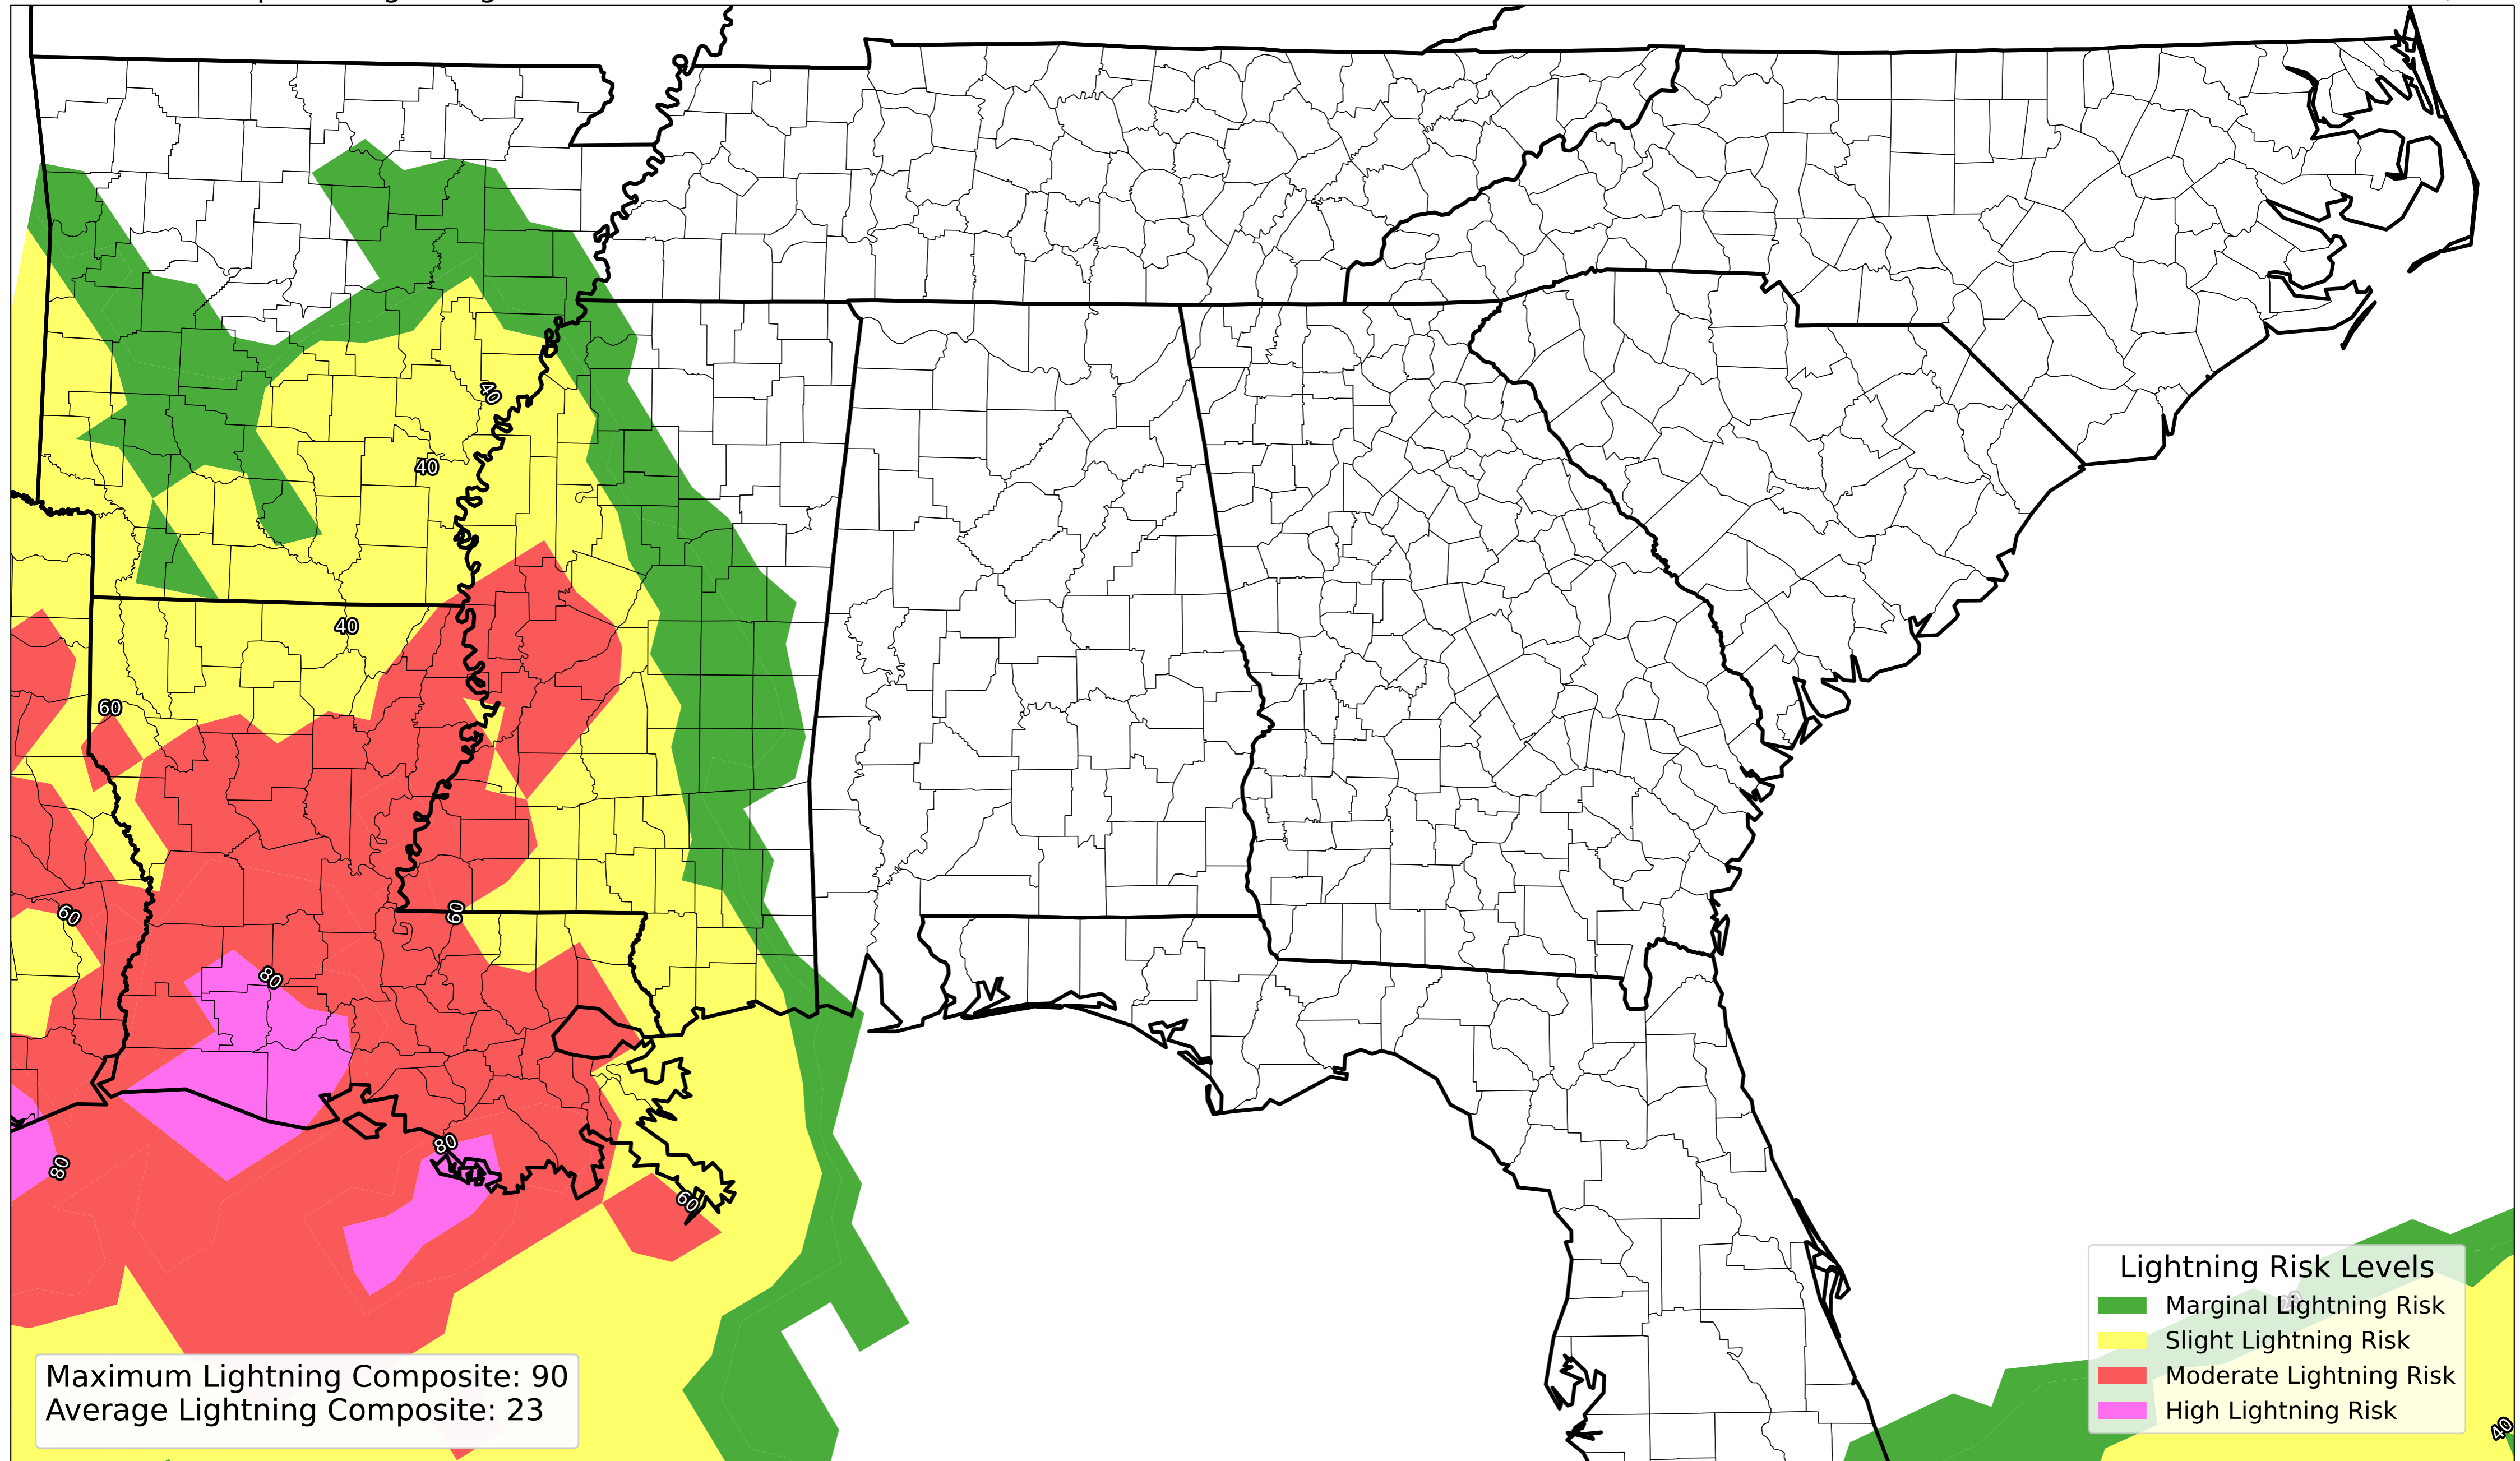 40
40
40
60
60
60
80
80
80
60
Lightning Risk Levels
Marginal Lightning Risk
Slight Lightning Risk
Moderate Lightning Risk
High Lightning Risk
40
Maximum Lightning Composite: 90
Average Lightning Composite: 23